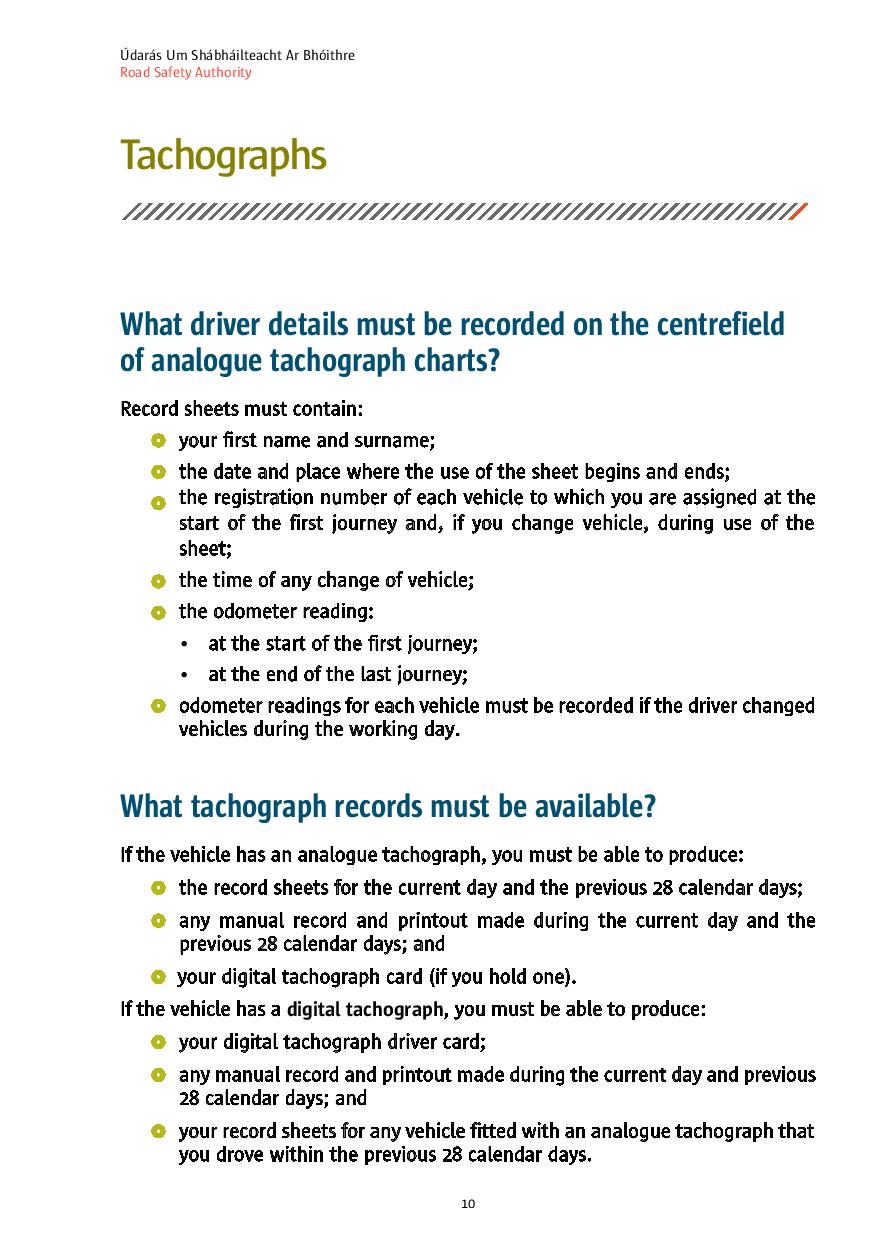 Údarás Um Shábháilteacht Ar Bhóithre
Road Safety Authority
Tachographs
What driver details must be recorded on the centrefield
of analogue tachograph charts?
Record sheets must contain:
your first name and surname;
the date and place where the use of the sheet begins and ends;
the registration number of each vehicle to which you are assigned at the
start of the first journey and, if you change vehicle, during use of the
sheet;
the time of any change of vehicle;
the odometer reading:
• at the start of the first journey;
• at the end of the last journey;
odometer readings for each vehicle must be recorded if the driver changed
vehicles during the working day.
What tachograph records must be available?
If the vehicle has an analogue tachograph, you must be able to produce:
the record sheets for the current day and the previous 28 calendar days;
any manual record and printout made during the current day and the
previous 28 calendar days; and
your digital tachograph card (if you hold one).
If the vehicle has a digital tachograph, you must be able to produce:
your digital tachograph driver card;
any manual record and printout made during the current day and previous
28 calendar days; and
your record sheets for any vehicle fitted with an analogue tachograph that
you drove within the previous 28 calendar days.
10